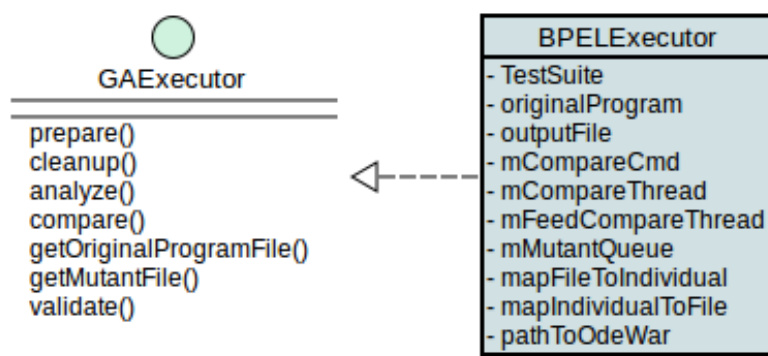 GAExecutor
prepare()
cleanup()
analyze()
compare()
getOriginalProgramFile()
getMutantFile()
validate()
BPELExecutor
- TestSuite
- originalProgram
- outputFile
- mCompareCmd
- mCompareThread
- mFeedCompareThread
- mMutantQueue
- mapFileToIndividual
- mapIndividualToFile
- pathToOdeWar